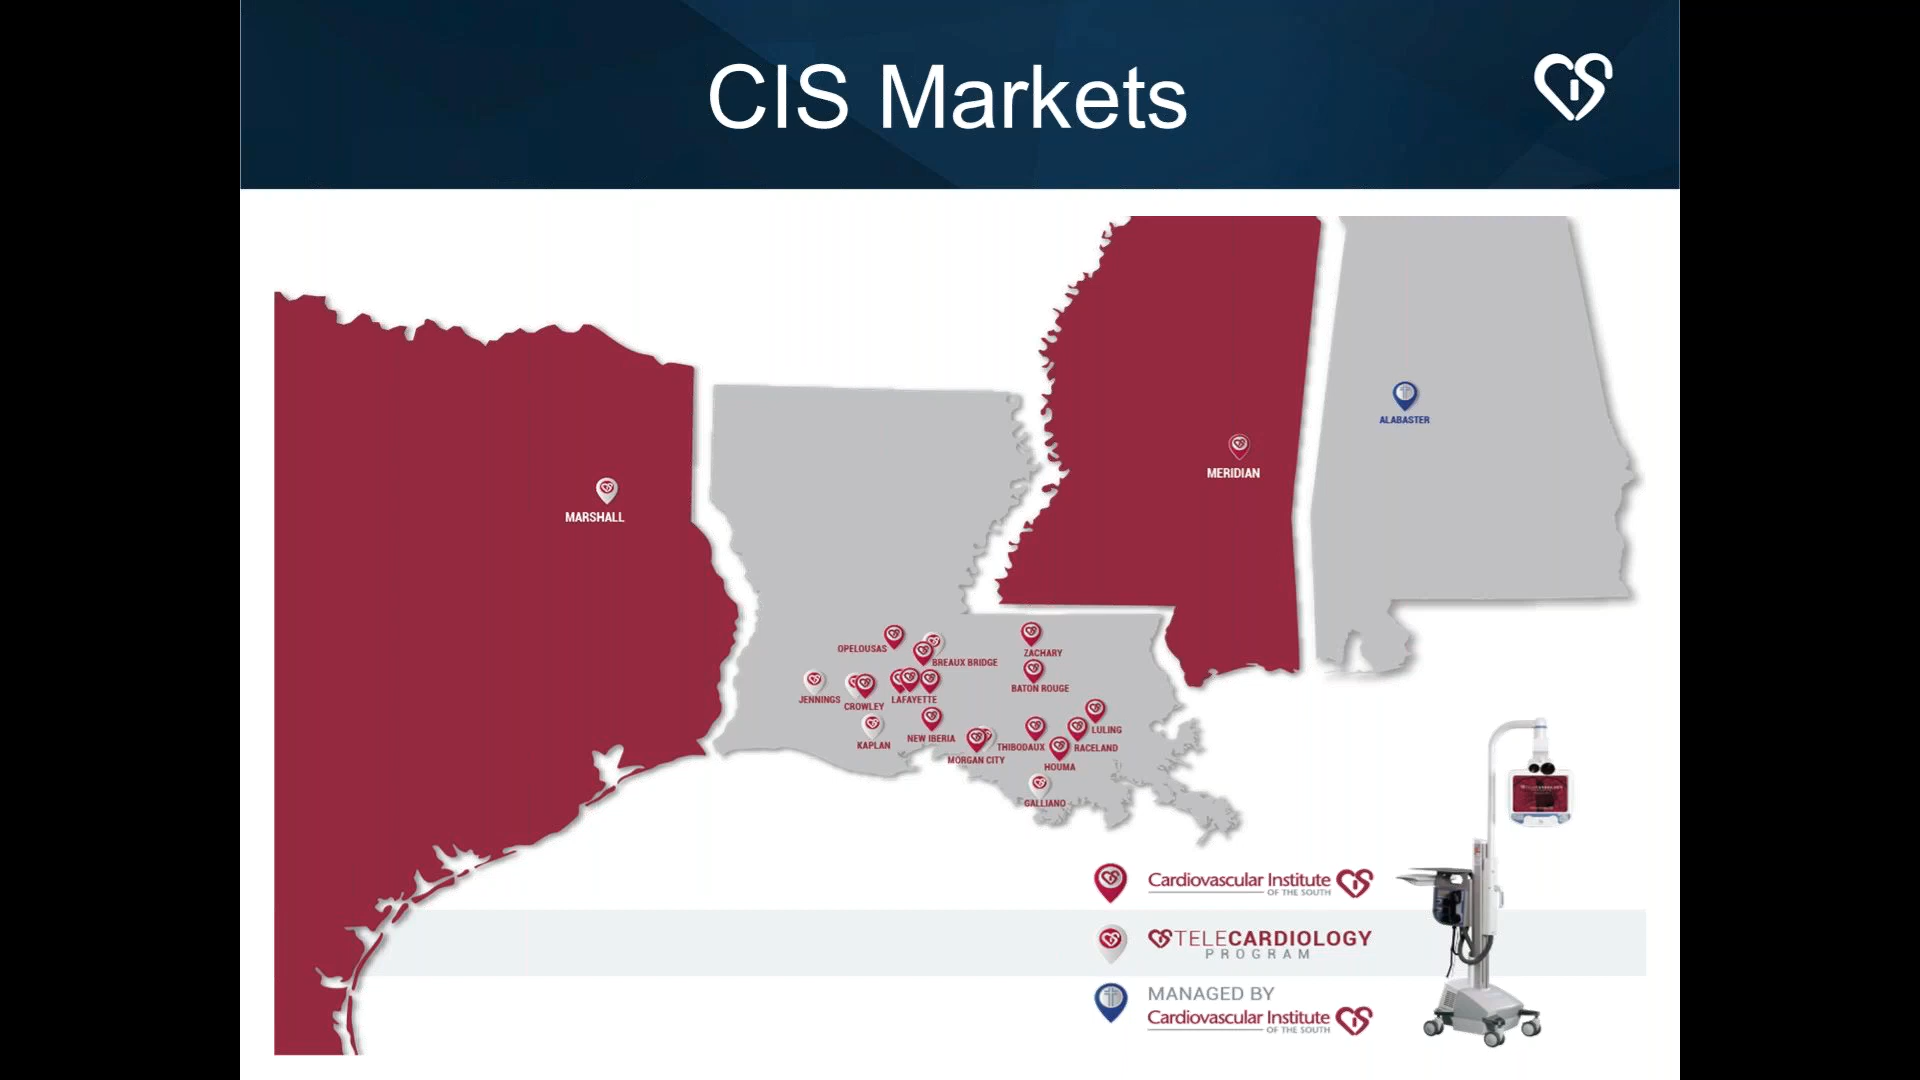 CIS Markets
CIS
MARSHALL
MERIDIAN
ALABASTER
OPELOUSAS
BREAUX BRIDGE
ZACHARY
BATON ROUGE
JENNINGS
CROWLEY
LAFAYETTE
KAPLAN
NEW IBERIA
MORGAN CITY
THIBODAUX
LULING
RACELAND
HOUMA
GALLIANO
Cardiovascular Institute
OF THE SOUTH
TELECARDIOLOGY
PROGRAM
MANAGED BY
Cardiovascular Institute
OF THE SOUTH
TELECARDIOLOGY